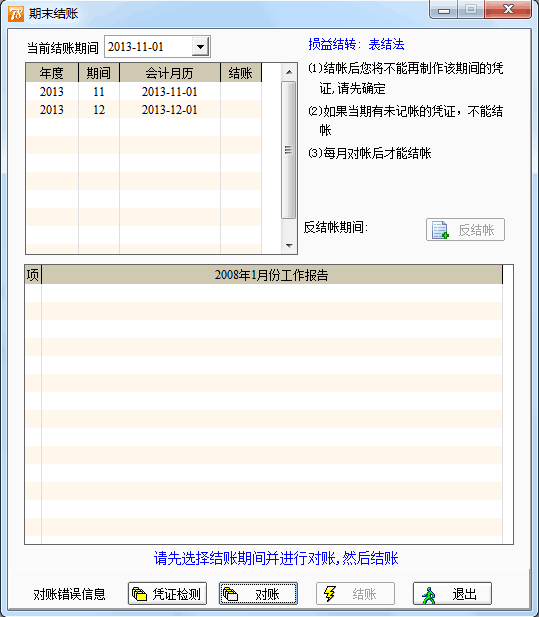 期末结账
当前结账期间 2013-11-01
损益结转: 表结法
年度 期间 会计月历 结账
2013 11 2013-11-01
2013 12 2013-12-01
(1)结帐后您将不能再制作该期间的凭
证,请先确定
(2)如果当期有未记帐的凭证,不能结
帐
(3)每月对帐后才能结帐
反结帐期间:
反结帐
项 2008年1月份工作报告
请先选择结账期间并进行对账,然后结账
对账错误信息 凭证检测 对账 结账 退出